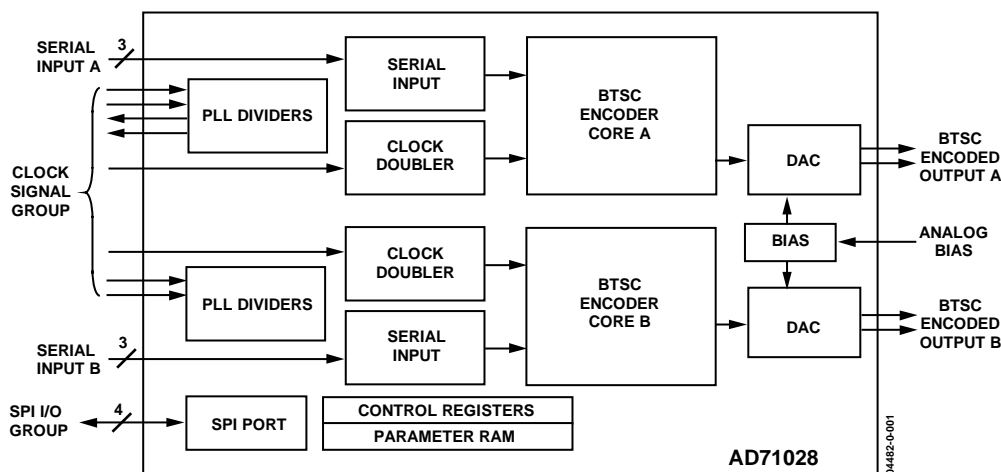 SERIAL
INPUT A
3
SERIAL
INPUT
BTSC
ENCODER
CORE A
PLL DIVIDERS
CLOCK
DOUBLER
DAC
BTSC
ENCODED
OUTPUT A
CLOCK
SIGNAL
GROUP
CLOCK
DOUBLER
BIAS
ANALOG
BIAS
PLL DIVIDERS
BTSC
ENCODER
CORE B
DAC
BTSC
ENCODED
OUTPUT B
SERIAL
INPUT B
3
SERIAL
INPUT
SPI I/O
GROUP
4
SPI PORT
CONTROL REGISTERS
PARAMETER RAM
AD71028
04482-0-001